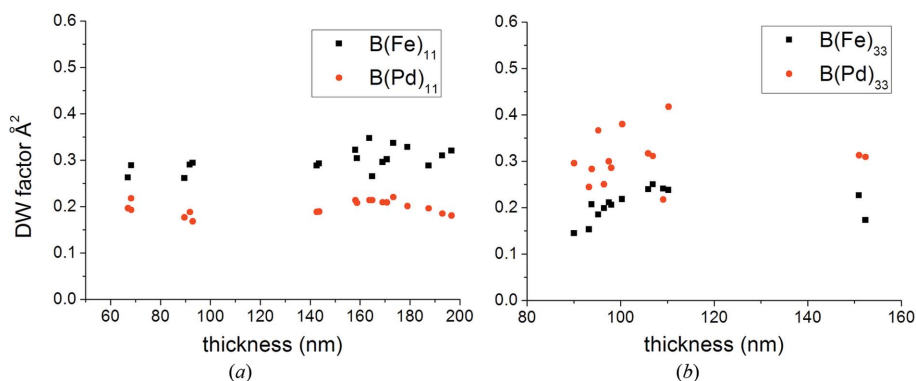 0.6
0.5
0.4
0.3
0.2
0.1
0.0
DW factor Å²
60 80 100 120 140 160 180 200
thickness (nm)
B(Fe)₁₁
B(Pd)₁₁
(a)
0.6
0.5
0.4
0.3
0.2
0.1
0.0
80 100 120 140 160
thickness (nm)
B(Fe)₃₃
B(Pd)₃₃
(b)